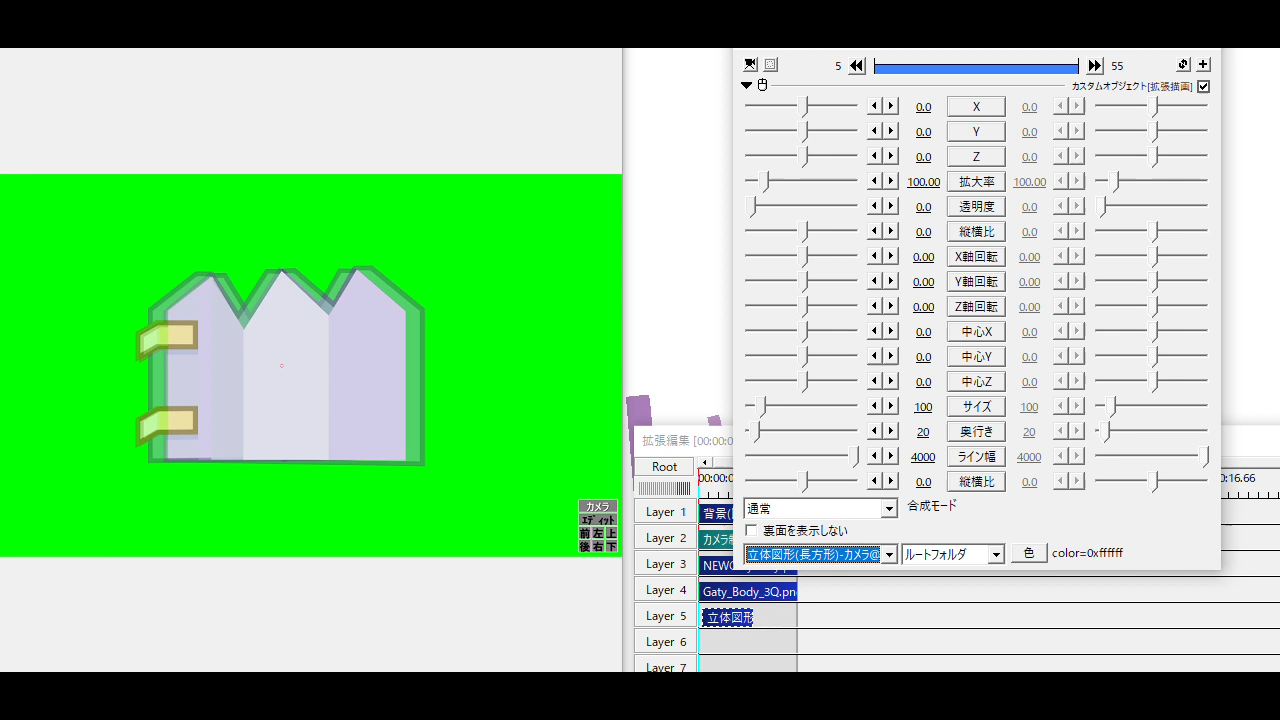 5
55
カスタムオブジェクト[拡張描画]
0.0 X 0.0
0.0 Y 0.0
0.0 Z 0.0
100.00 拡大率 100.00
0.0 透明度 0.0
0.0 縦横比 0.0
0.00 X軸回転 0.00
0.00 Y軸回転 0.00
0.00 Z軸回転 0.00
0.0 中心X 0.0
0.0 中心Y 0.0
0.0 中心Z 0.0
100 サイズ 100
20 奥行き 20
4000 ライン幅 4000
0.0 縦横比 0.0
通常 合成モード
裏面を表示しない
立体図形(長方形)-カメラ@ ルートフォルダ 色 color=0xffffff
カメラ
ｴﾃﾞｨｯﾄ
前 左 上
後 右 下
拡張編集 [00:00:0
Root
00:00:0
0:16.66
Layer 1 背景(
Layer 2 カメラ
Layer 3
Layer 4 Gaty_Body_3Q.pn
Layer 5 立体図形
Layer 6
Layer 7